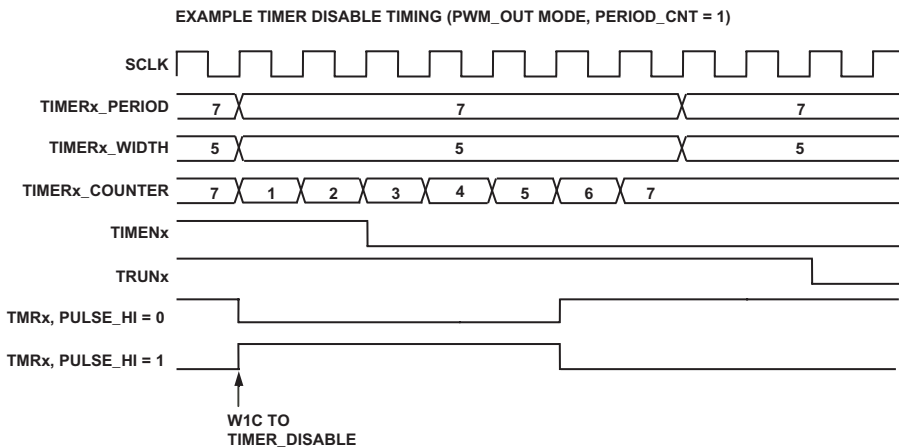 EXAMPLE TIMER DISABLE TIMING (PWM_OUT MODE, PERIOD_CNT = 1)
SCLK
TIMERx_PERIOD 7 7 7
TIMERx_WIDTH 5 5 5
TIMERx_COUNTER 7 1 2 3 4 5 6 7
TIMENx
TRUNx
TMRx, PULSE_HI = 0
TMRx, PULSE_HI = 1
W1C TO
TIMER_DISABLE